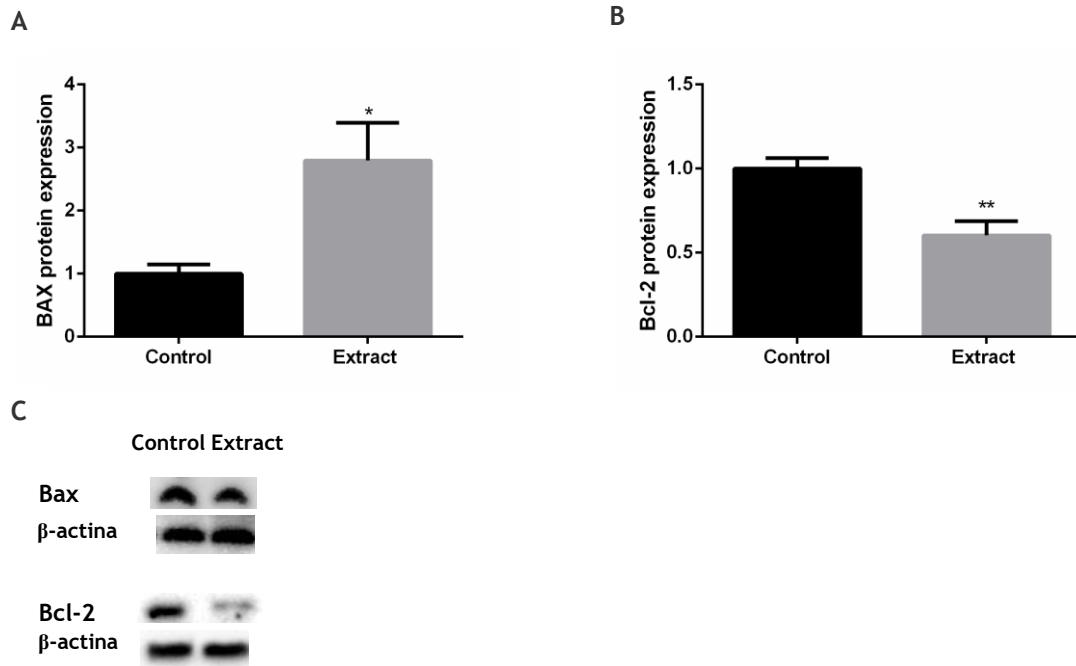 A
BAX protein expression
4
3
2
1
0
*
Control Extract
B
Bcl-2 protein expression
1.5
1.0
0.5
0.0
**
Control Extract
C
Control Extract
Bax
β-actina
Bcl-2
β-actina